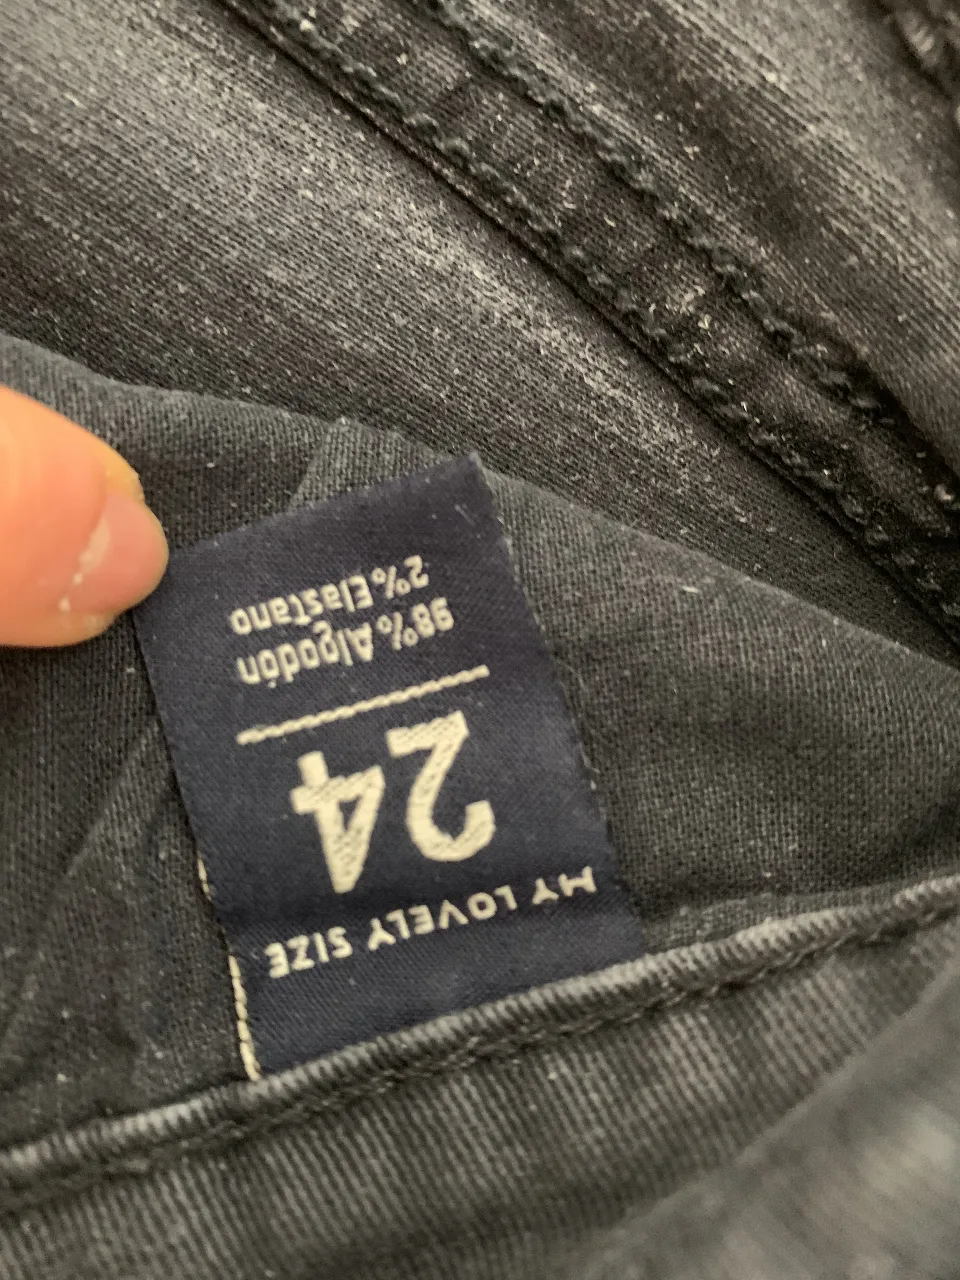 MY LOVELY SIZE
24
98% Algodón
2% Elastano